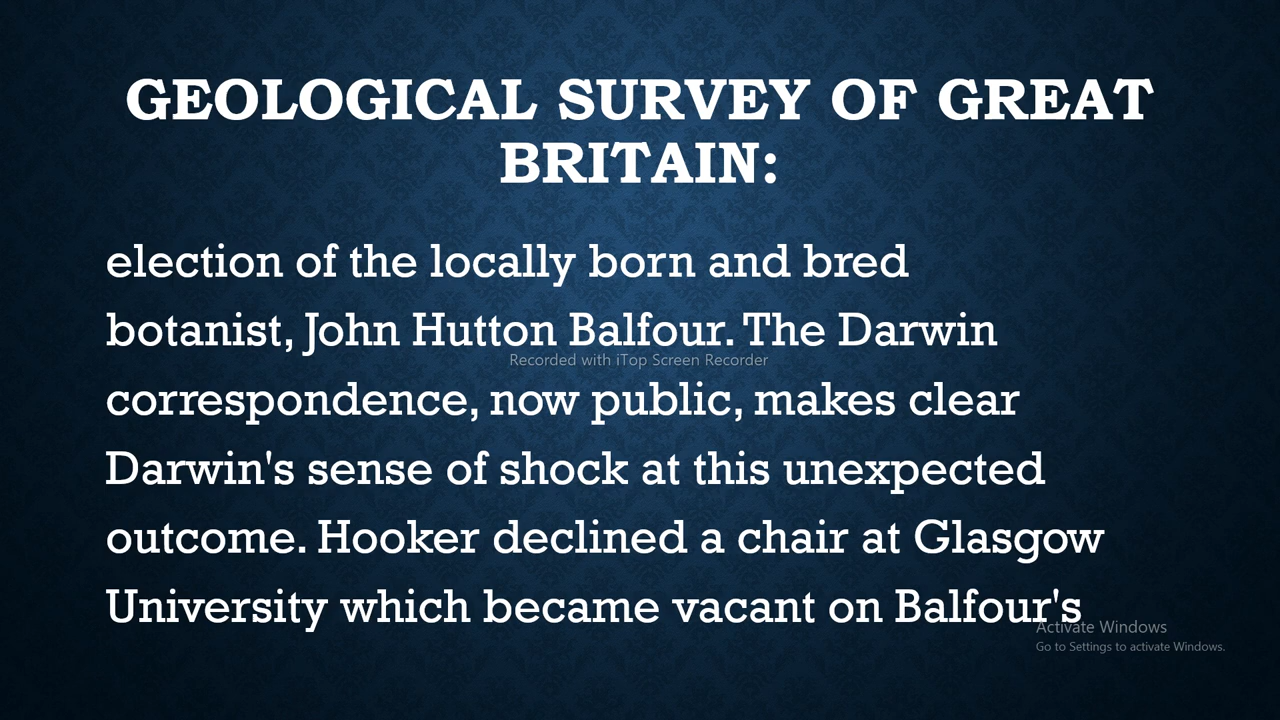 GEOLOGICAL SURVEY OF GREAT
BRITAIN:
election of the locally born and bred
botanist, John Hutton Balfour. The Darwin
Recorded with iTop Screen Recorder
correspondence, now public, makes clear
Darwin's sense of shock at this unexpected
outcome. Hooker declined a chair at Glasgow
University which became vacant on Balfour's
Activate Windows
Go to Settings to activate Windows.